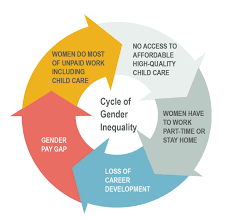 WOMEN DO MOST
OF UNPAID WORK
INCLUDING
CHILD CARE
NO ACCESS TO
AFFORDABLE
HIGH-QUALITY
CHILD CARE
WOMEN HAVE
TO WORK
PART-TIME OR
STAY HOME
LOSS OF
CAREER
DEVELOPMENT
GENDER
PAY GAP
Cycle of
Gender
Inequality